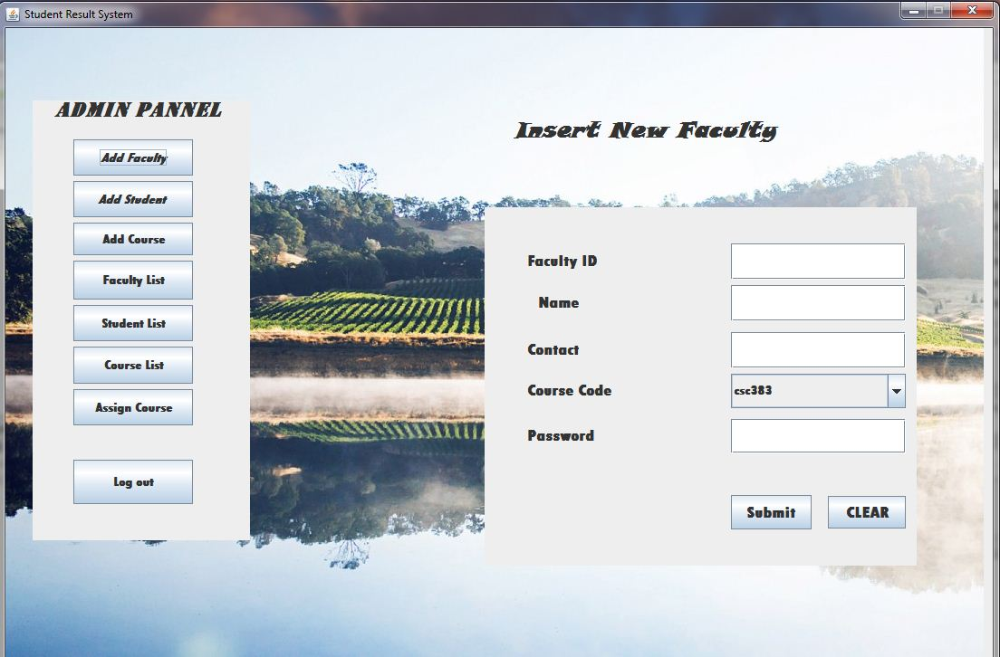 Student Result System
ADMIN PANNEL
Add Faculty
Add Student
Add Course
Faculty List
Student List
Course List
Assign Course
Log out
Insert New Faculty
Faculty ID
Name
Contact
Course Code
csc383
Password
Submit
CLEAR